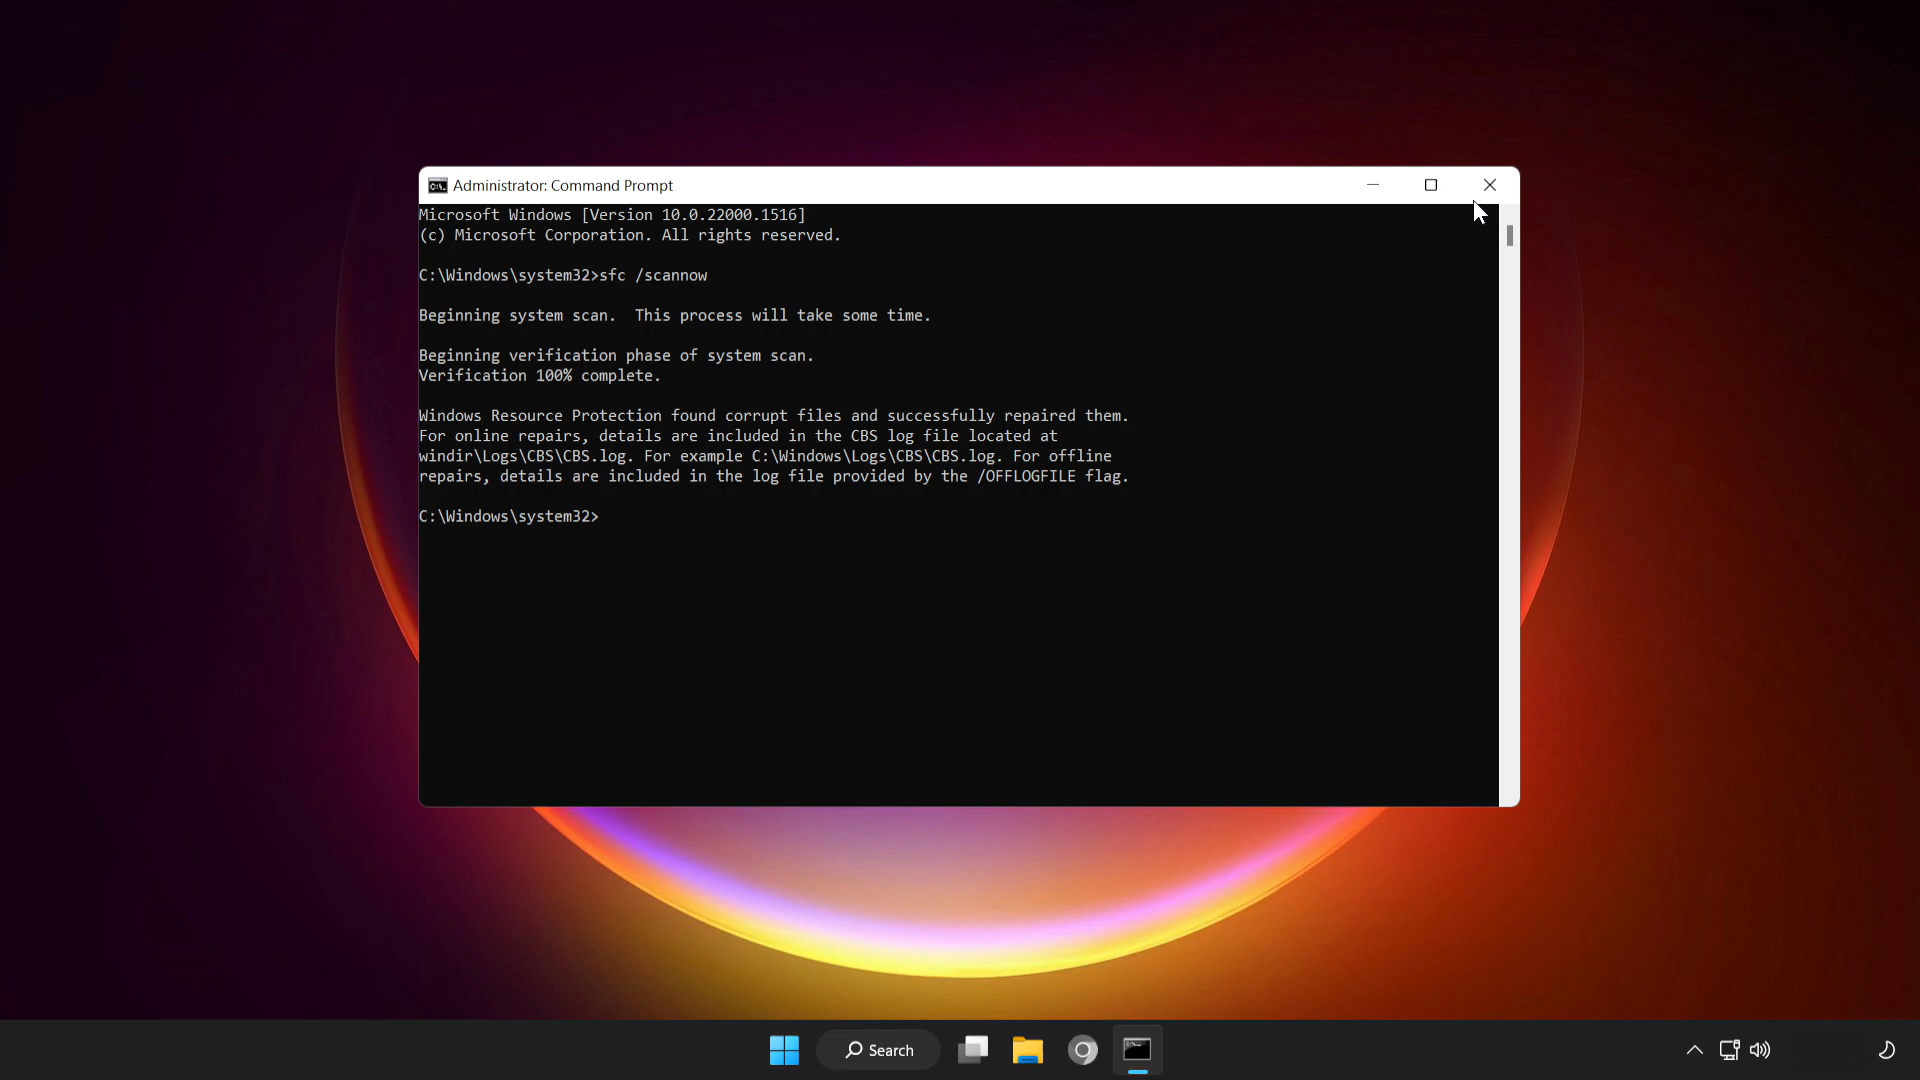 Administrator: Command Prompt
Microsoft Windows [Version 10.0.22000.1516]
(c) Microsoft Corporation. All rights reserved.
C:\Windows\system32>sfc /scannow
Beginning system scan.  This process will take some time.
Beginning verification phase of system scan.
Verification 100% complete.
Windows Resource Protection found corrupt files and successfully repaired them.
For online repairs, details are included in the CBS log file located at
windir\Logs\CBS\CBS.log. For example C:\Windows\Logs\CBS\CBS.log. For offline
repairs, details are included in the log file provided by the /OFFLOGFILE flag.
C:\Windows\system32>
Search